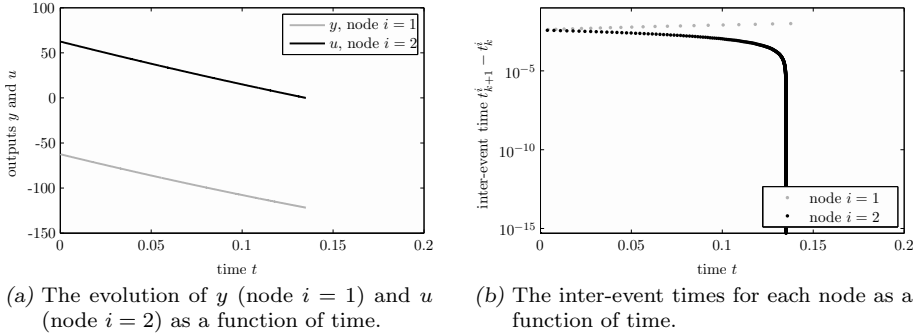 100
50
0
-50
-100
-150
outputs y and u
y, node i = 1
u, node i = 2
0
0.05
0.1
0.15
0.2
time t
(a) The evolution of y (node i = 1) and u
(node i = 2) as a function of time.
10⁻⁵
10⁻¹⁰
10⁻¹⁵
inter-event time tⁱₖ₊₁ − tⁱₖ
node i = 1
node i = 2
0
0.05
0.1
0.15
0.2
time t
(b) The inter-event times for each node as a
function of time.